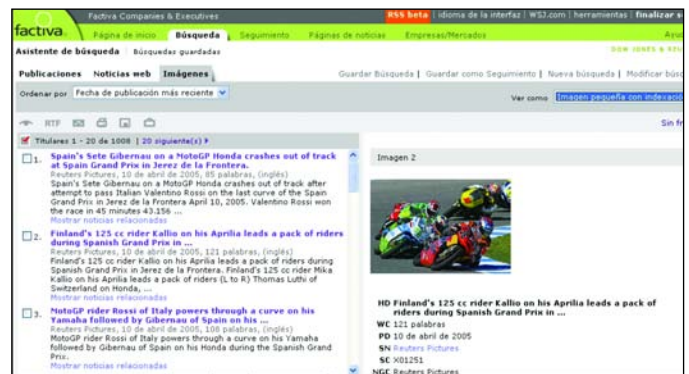 Factiva Companies & Executives
RSS beta | idioma de la interfaz | WSJ.com | herramientas | finalizar s
factiva.
Página de inicio Búsqueda Seguimiento Páginas de noticias Empresas/Mercados Ayu
Asistente de búsqueda Búsquedas guardadas
DOW JONES & REU
Publicaciones Noticias web Imágenes
Guardar Búsqueda | Guardar como Seguimiento | Nueva búsqueda | Modificar búsq
Ordenar por Fecha de publicación más reciente
Ver como Imagen pequeña con indexació
RTF
Sin fr
Titulares 1 - 20 de 1008 | 20 siguiente(s)
1. Spain's Sete Gibernau on a MotoGP Honda crashes out of track
at Spain Grand Prix in Jerez de la Frontera.
Reuters Pictures, 10 de abril de 2005, 85 palabras, (inglés)
Spain's Sete Gibernau on a MotoGP Honda crashes out of track after
attempt to pass Italian Valentino Rossi on the last curve of the Spain
Grand Prix in Jerez de la Frontera April 10, 2005. Valentino Rossi won
the race in 45 minutes 43.156 ...
Mostrar noticias relacionadas
2. Finland's 125 cc rider Kallio on his Aprilia leads a pack of riders
during Spanish Grand Prix in ...
Reuters Pictures, 10 de abril de 2005, 121 palabras, (inglés)
Finland's 125 cc rider Kallio on his Aprilia leads a pack of riders during
Spanish Grand Prix in Jerez de la Frontera. Finland's 125 cc rider Mika
Kallio on his Aprilia leads a pack of riders (L to R) Thomas Luthi of
Switzerland on Honda, ...
Mostrar noticias relacionadas
3. MotoGP rider Rossi of Italy powers through a curve on his
Yamaha followed by Gibernau of Spain on his ...
Reuters Pictures, 10 de abril de 2005, 108 palabras, (inglés)
MotoGP rider Rossi of Italy powers through a curve on his Yamaha
followed by Gibernau of Spain on his Honda during the Spanish Grand
Prix.
Mostrar noticias relacionadas
Imagen 2
HD Finland's 125 cc rider Kallio on his Aprilia leads a pack of
riders during Spanish Grand Prix in ...
WC 121 palabras
PD 10 de abril de 2005
SN Reuters Pictures
SC X01251
NGC Reuters Pictures